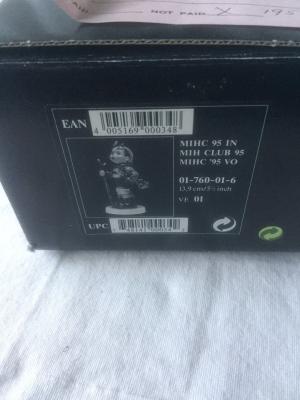 NOT PAID X 195
EAN
4 005169 000348
MIHC 95 IN
MIH CLUB 95
MIHC '95 VO
01-760-01-6
13,9 cm/5½ inch
VE 01
UPC